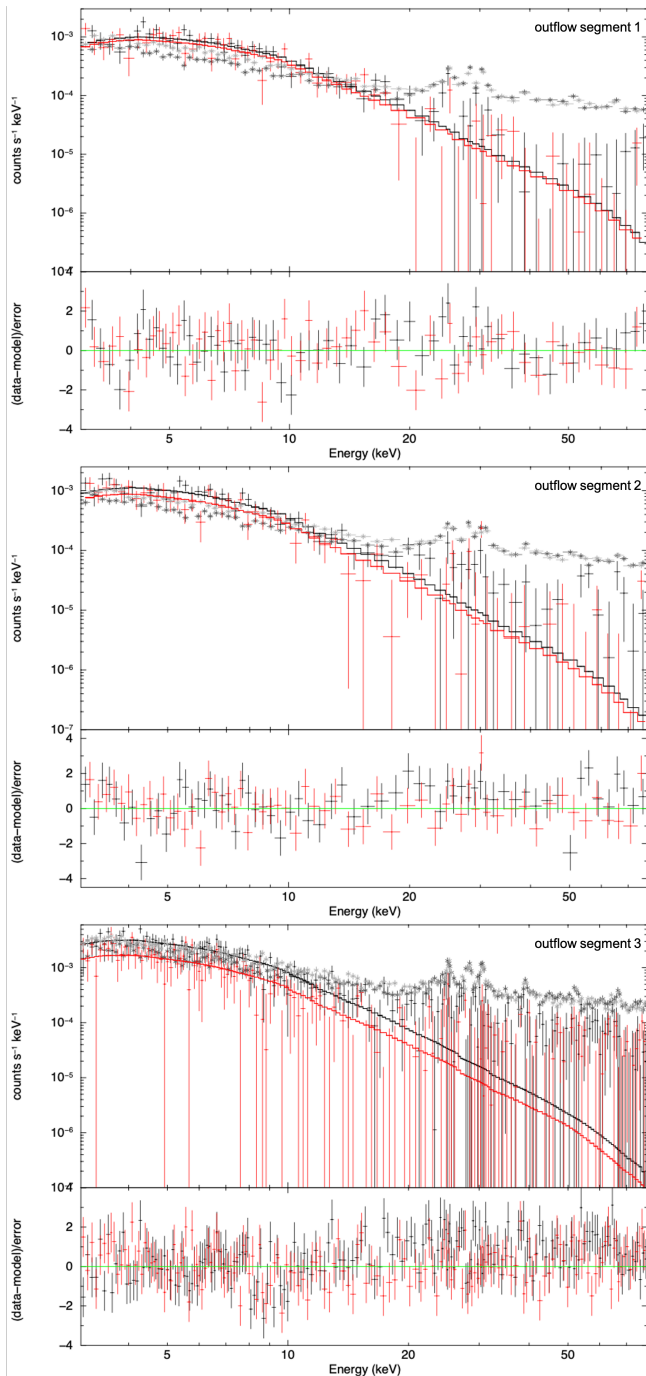 outflow segment 1
10⁻³
10⁻⁴
10⁻⁵
10⁻⁶
counts s⁻¹ keV⁻¹
2
0
−2
−4
(data−model)/error
5 10 20 50
Energy (keV)
outflow segment 2
10⁻³
10⁻⁴
10⁻⁵
10⁻⁶
10⁻⁷
counts s⁻¹ keV⁻¹
4
2
0
−2
−4
(data−model)/error
5 10 20 50
Energy (keV)
outflow segment 3
10⁻³
10⁻⁴
10⁻⁵
10⁻⁶
counts s⁻¹ keV⁻¹
2
0
−2
−4
(data−model)/error
5 10 20 50
Energy (keV)